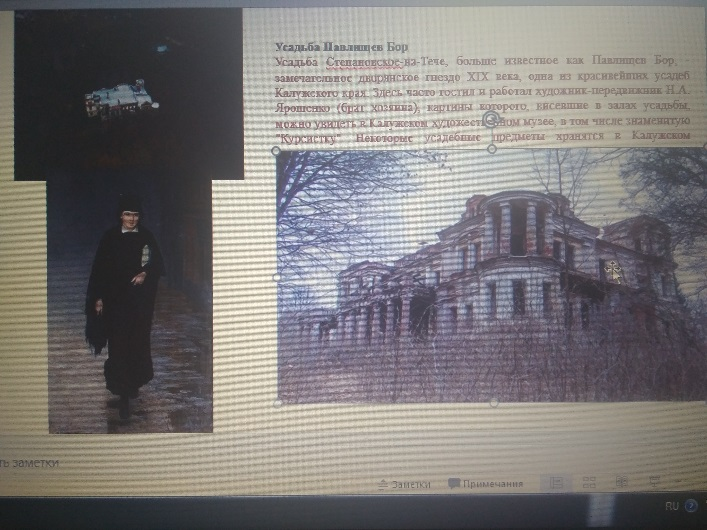 Усадьба Павлищев Бор
Усадьба Степановское-на-Тече, больше известное как Павлищев Бор,
замечательное дворянское гнездо XIX века, одна из красивейших усадеб
Калужского края. Здесь часто гостил и работал художник-передвижник Н.А.
Ярошенко (брат хозяина), картины которого, висевшие в залах усадьбы,
можно увидеть в Калужском музее, в том числе знаменитую
"Курсистку". Некоторые усадебные предметы хранятся в Калужском
ть заметки
Заметки Примечания
RU